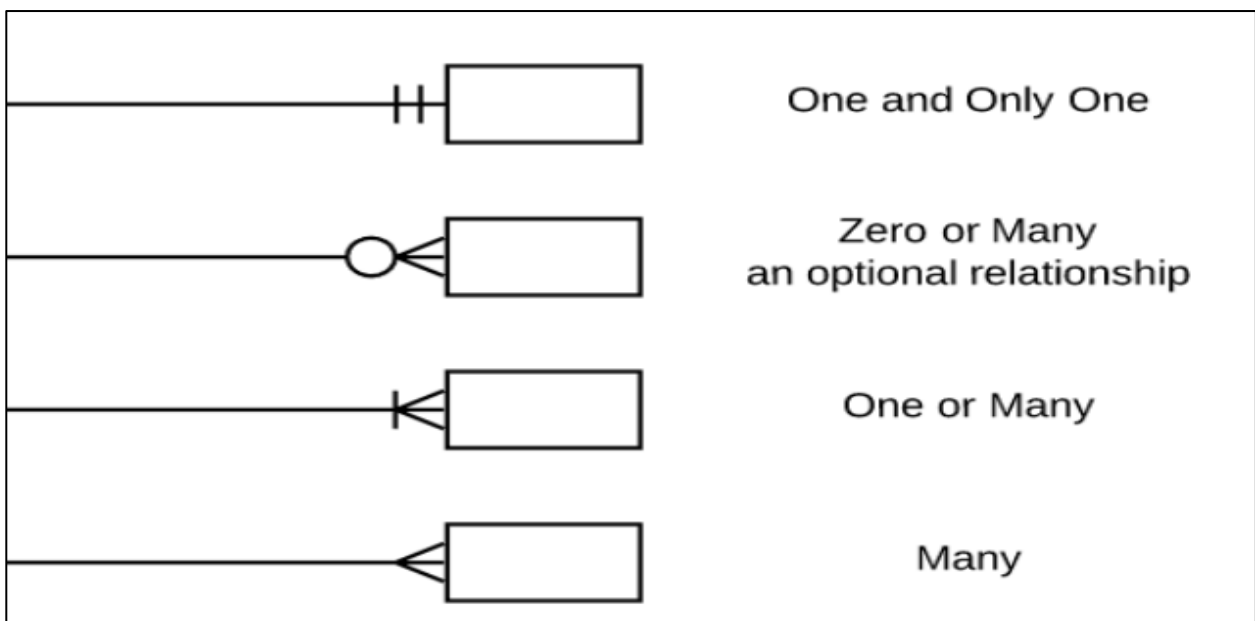 One and Only One
Zero or Many
an optional relationship
One or Many
Many